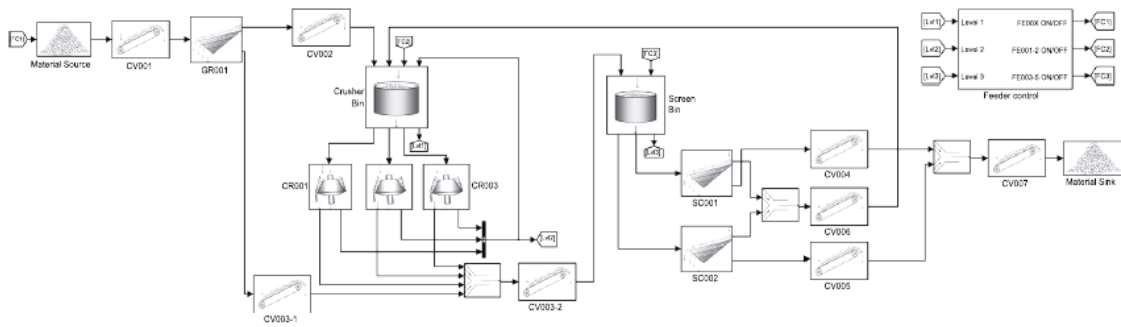 [FC1]
Material Source
CV001
GR001
CV002
[FC2]
Crusher
Bin
[Lvl1]
CR001
CR003
[Lvl2]
CV003-1
CV003-2
[FC3]
Screen
Bin
[Lvl3]
SC001
SC002
CV004
CV006
CV005
CV007
Material Sink
[Lvl1] Level 1 FE00X ON/OFF [FC1]
[Lvl2] Level 2 FE001-2 ON/OFF [FC2]
[Lvl3] Level 3 FE003-5 ON/OFF [FC3]
Feeder control